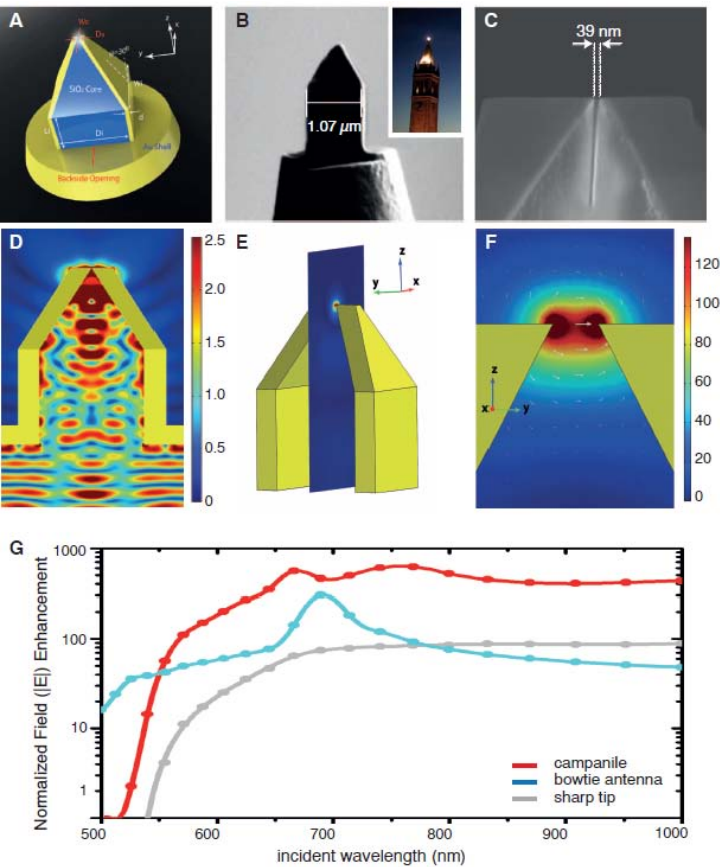 A
Wo
Do
SiO₂ Core
Wi
d
Li
Di
Au Shell
Backside Opening
z
x
y
B
1.07 µm
C
39 nm
D
2.5
2.0
1.5
1.0
0.5
0
E
z
y
x
F
z
x
y
120
100
80
60
40
20
0
G
Normalized Field (|E|) Enhancement
1000
100
10
1
campanile
bowtie antenna
sharp tip
500 600 700 800 900 1000
incident wavelength (nm)